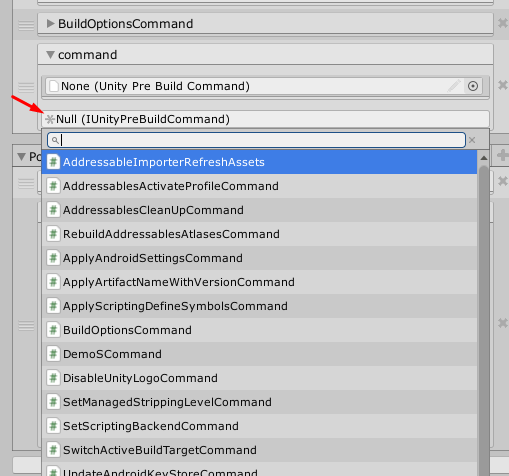 BuildOptionsCommand
command
None (Unity Pre Build Command)
Null (IUnityPreBuildCommand)
Po
AddressableImporterRefreshAssets
AddressablesActivateProfileCommand
AddressablesCleanUpCommand
RebuildAddressablesAtlasesCommand
ApplyAndroidSettingsCommand
ApplyArtifactNameWithVersionCommand
ApplyScriptingDefineSymbolsCommand
BuildOptionsCommand
DemoSCommand
DisableUnityLogoCommand
SetManagedStrippingLevelCommand
SetScriptingBackendCommand
SwitchActiveBuildTargetCommand
UpdateAndroidKeyStoreCommand